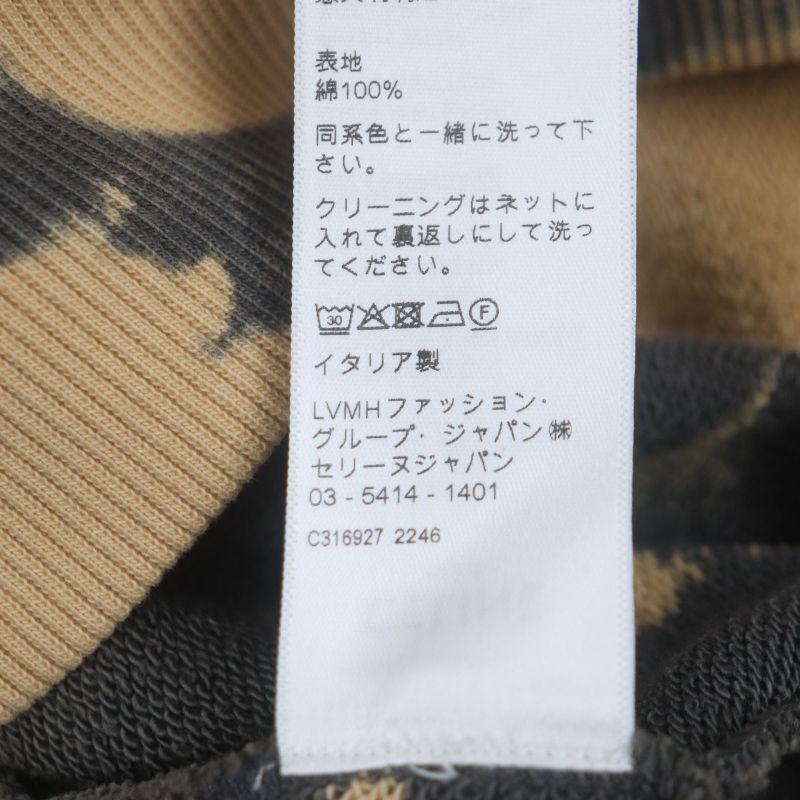 表地
綿100%
同系色と一緒に洗って下
さい。
クリーニングはネットに
入れて裏返しにして洗っ
てください。
30 F
イタリア製
LVMHファッション·
グループ· ジャパン㈱
セリーヌジャパン
03 - 5414 - 1401
C316927 2246